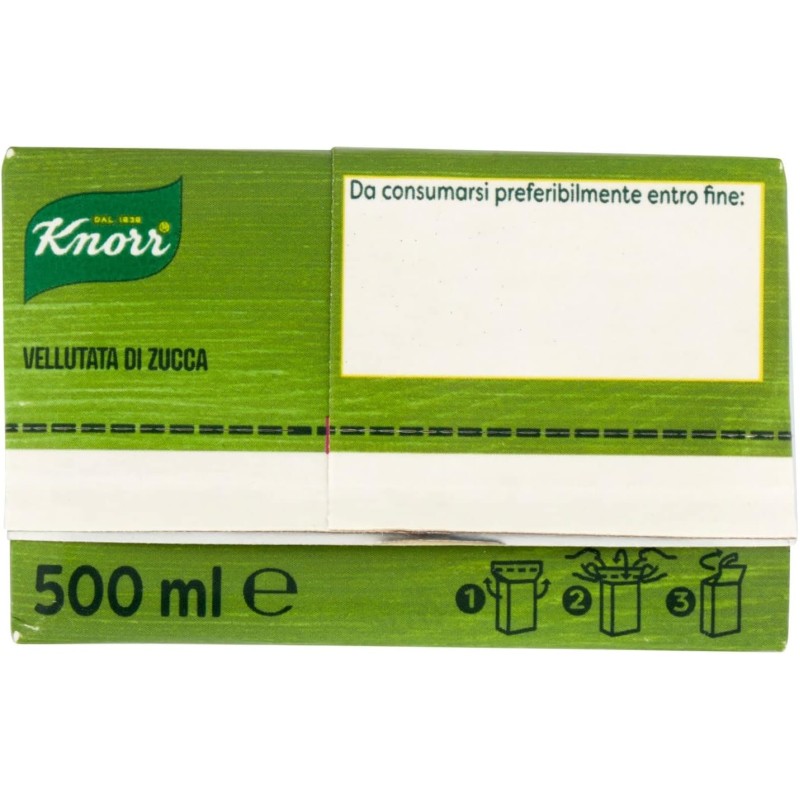 DAL 1838
Knorr®
VELLUTATA DI ZUCCA
Da consumarsi preferibilmente entro fine:
500 ml ℮
1 2 3